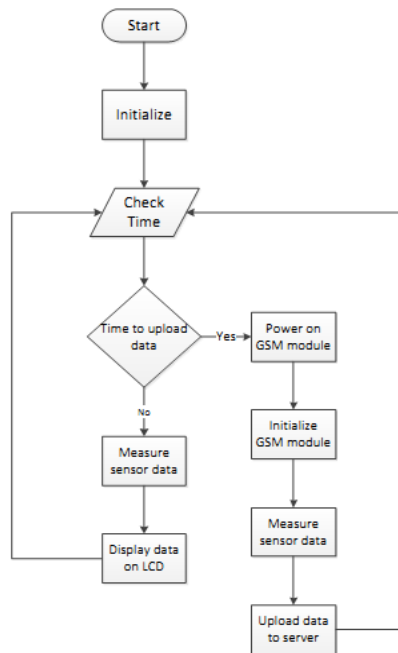 Start
Initialize
Check
Time
Time to upload
data
Yes
Power on
GSM module
No
Initialize
GSM module
Measure
sensor data
Measure
sensor data
Display data
on LCD
Upload data
to server